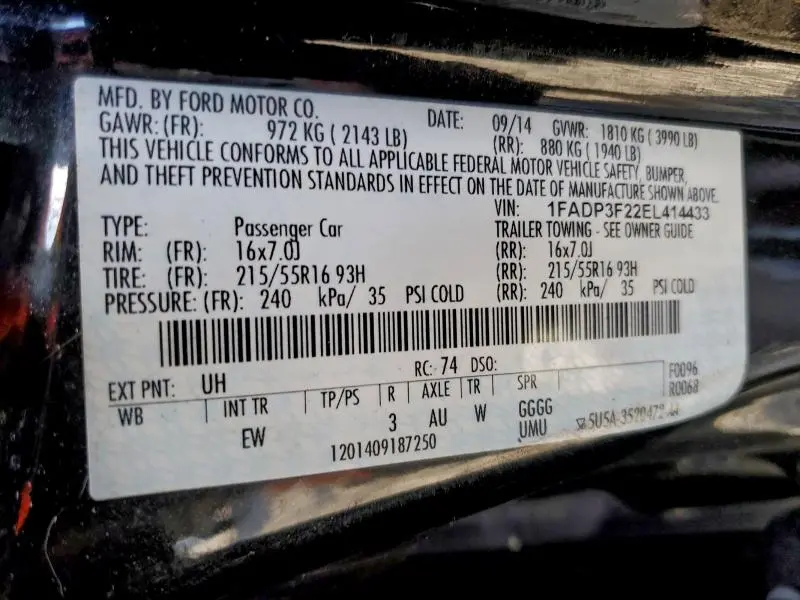 MFD. BY FORD MOTOR CO. DATE: 09/14 GVWR: 1810 KG ( 3990 LB)
GAWR: (FR): 972 KG ( 2143 LB) (RR): 880 KG ( 1940 LB)
THIS VEHICLE CONFORMS TO ALL APPLICABLE FEDERAL MOTOR VEHICLE SAFETY, BUMPER,
AND THEFT PREVENTION STANDARDS IN EFFECT ON THE DATE OF MANUFACTURE SHOWN ABOVE.
VIN: 1FADP3F22EL414433
TYPE: Passenger Car TRAILER TOWING - SEE OWNER GUIDE
RIM: (FR): 16x7.0J (RR): 16x7.0J
TIRE: (FR): 215/55R16 93H (RR): 215/55R16 93H
PRESSURE: (FR): 240 kPa/ 35 PSI COLD (RR): 240 kPa/ 35 PSI COLD
RC: 74 DSO: F0096
EXT PNT: UH R0068
WB INT TR TP/PS R AXLE TR SPR
EW 3 AU W GGGG
1201409187250 UMU